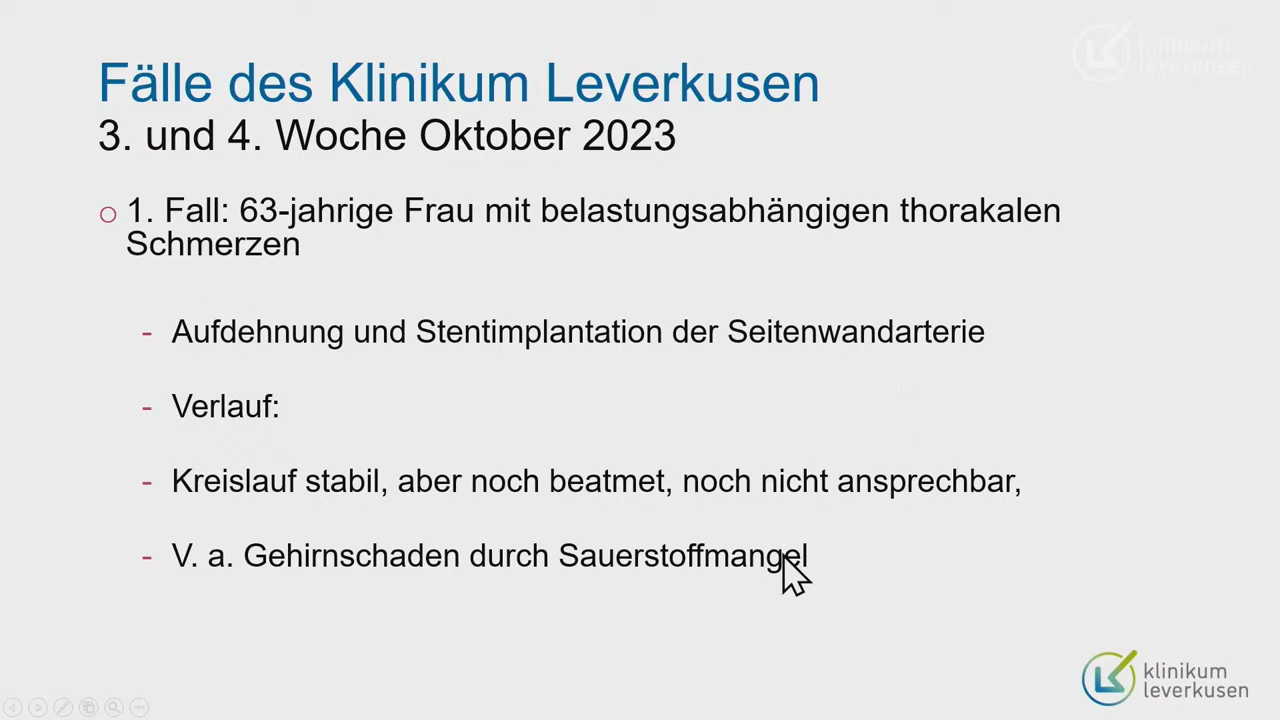 Fälle des Klinikum Leverkusen
3. und 4. Woche Oktober 2023
1. Fall: 63-jahrige Frau mit belastungsabhängigen thorakalen
Schmerzen
- Aufdehnung und Stentimplantation der Seitenwandarterie
- Verlauf:
- Kreislauf stabil, aber noch beatmet, noch nicht ansprechbar,
- V. a. Gehirnschaden durch Sauerstoffmangel
klinikum
leverkusen
klinikum
leverkusen